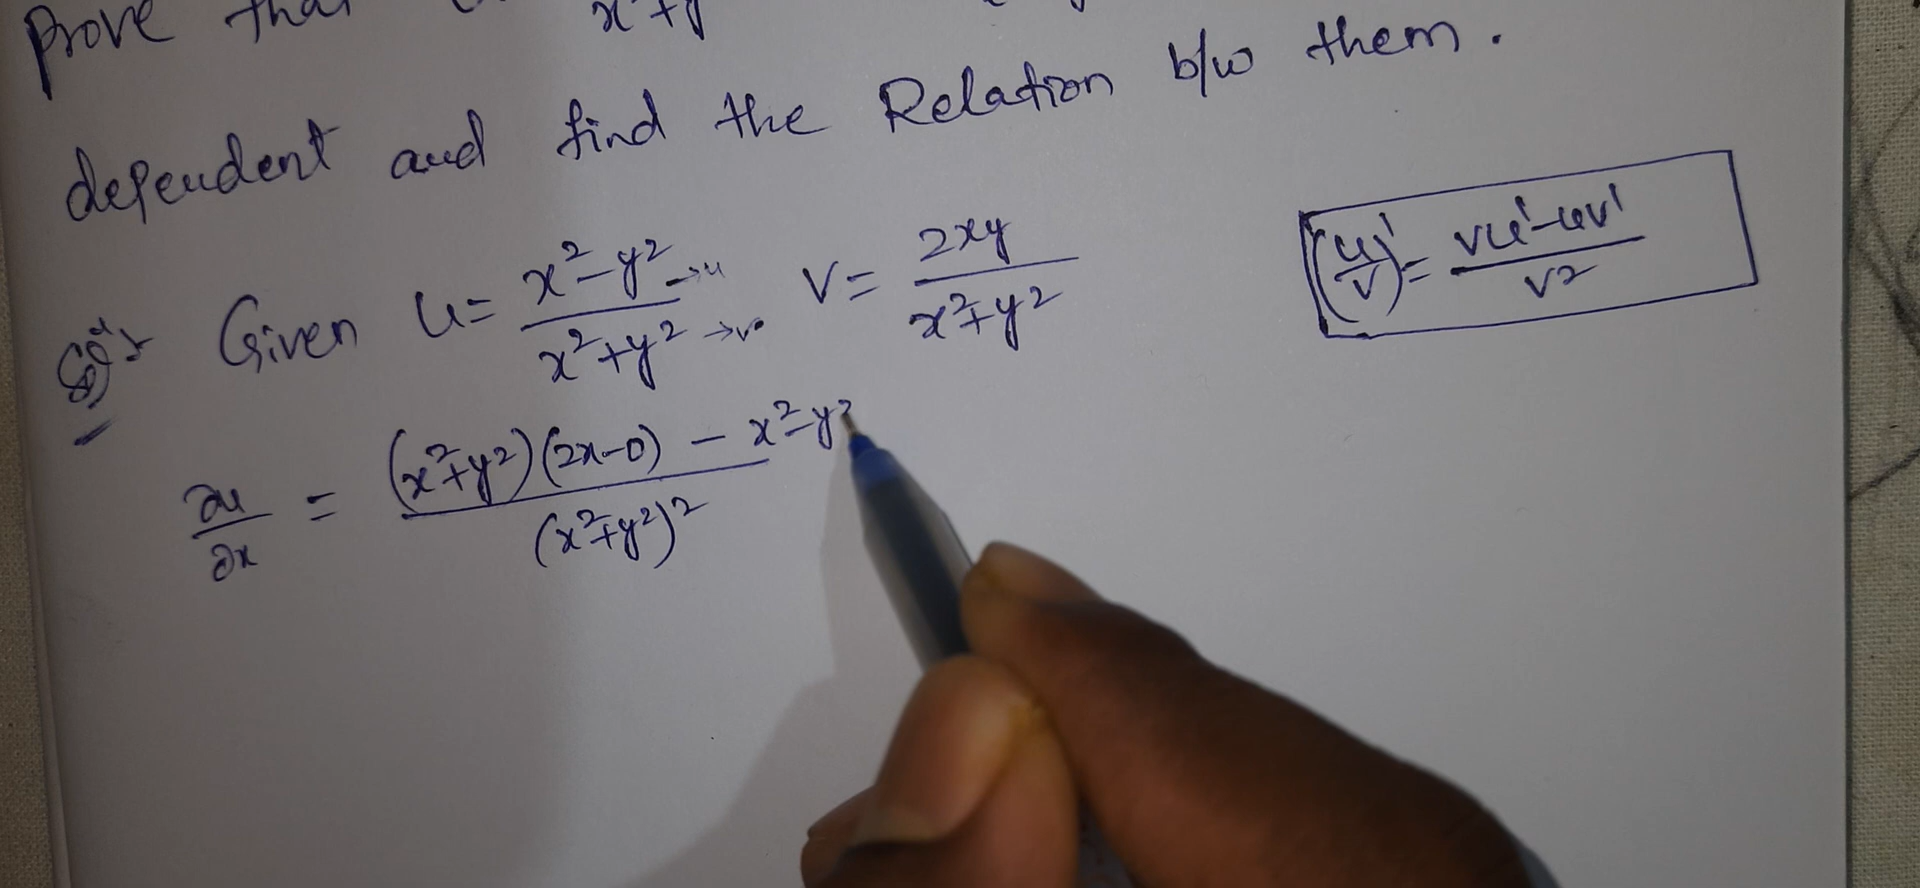 Prove that x²+y
dependent and find the Relation b/w them.
Given u = x²-y² →u / x²+y² →v v = 2xy / x²+y²
(u/v)' = vu'-uv' / v²
∂u/∂x = (x²+y²)(2x-0) - x²-y² / (x²+y²)²